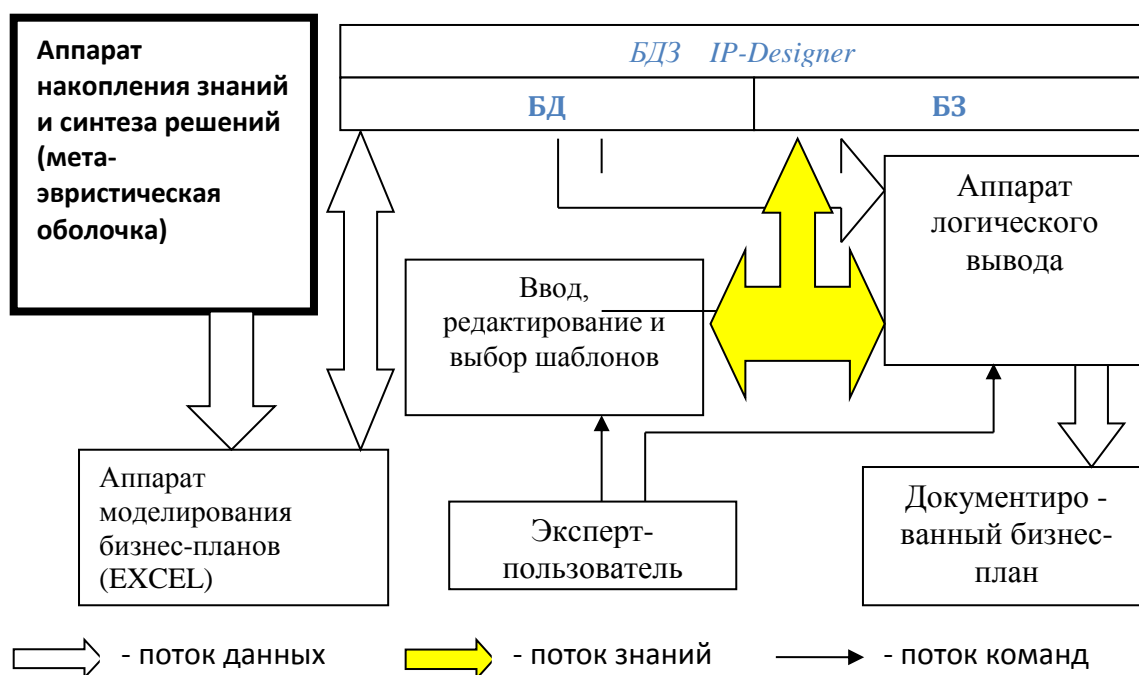 Аппарат
накопления знаний
и синтеза решений
(мета-
эвристическая
оболочка)
БДЗ IP-Designer
БД БЗ
Аппарат
логического
вывода
Ввод,
редактирование и
выбор шаблонов
Аппарат
моделирования
бизнес-планов
(EXCEL)
Эксперт-
пользователь
Документиро -
ванный бизнес-
план
- поток данных - поток знаний - поток команд